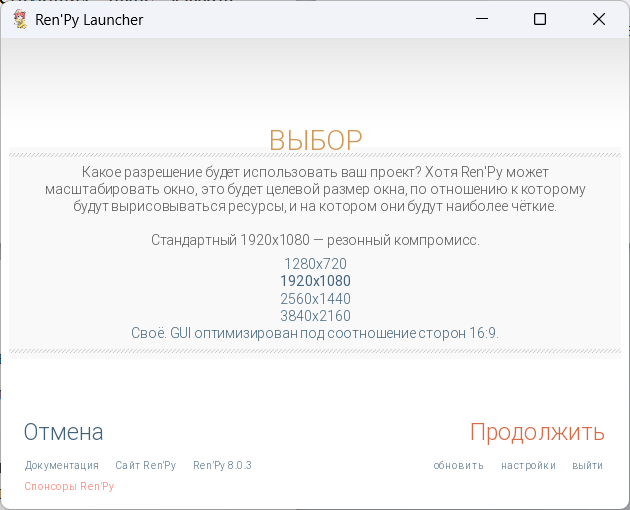 Ren'Py Launcher
ВЫБОР
Какое разрешение будет использовать ваш проект? Хотя Ren'Py может
масштабировать окно, это будет целевой размер окна, по отношению к которому
будут вырисовываться ресурсы, и на котором они будут наиболее чёткие.
Стандартный 1920x1080 — резонный компромисс.
1280x720
1920x1080
2560x1440
3840x2160
Своё. GUI оптимизирован под соотношение сторон 16:9.
Отмена
Продолжить
Документация Сайт Ren'Py Ren'Py 8.0.3
обновить настройки выйти
Спонсоры Ren'Py